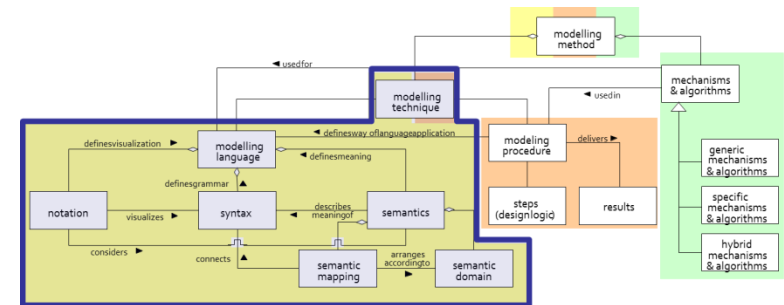 modelling
method
usedfor
mechanisms
& algorithms
modelling
technique
usedin
definesway oflanguageapplication
definesvisualization
modelling
language
definesmeaning
modeling
procedure
delivers
generic
mechanisms
& algorithms
definesgrammar
notation
visualizes
syntax
describes
meaningof
semantics
steps
(designlogic)
results
specific
mechanisms
& algorithms
considers
connects
semantic
mapping
arranges
accordingto
semantic
domain
hybrid
mechanisms
& algorithms